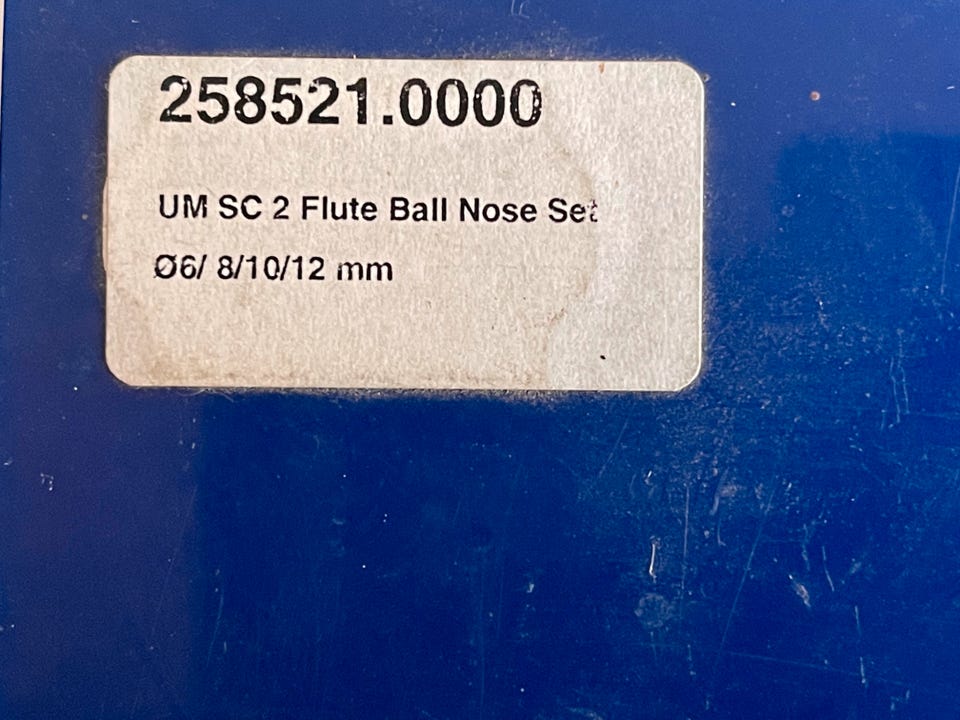 258521.0000
UM SC 2 Flute Ball Nose Set
Ø6/ 8/10/12 mm